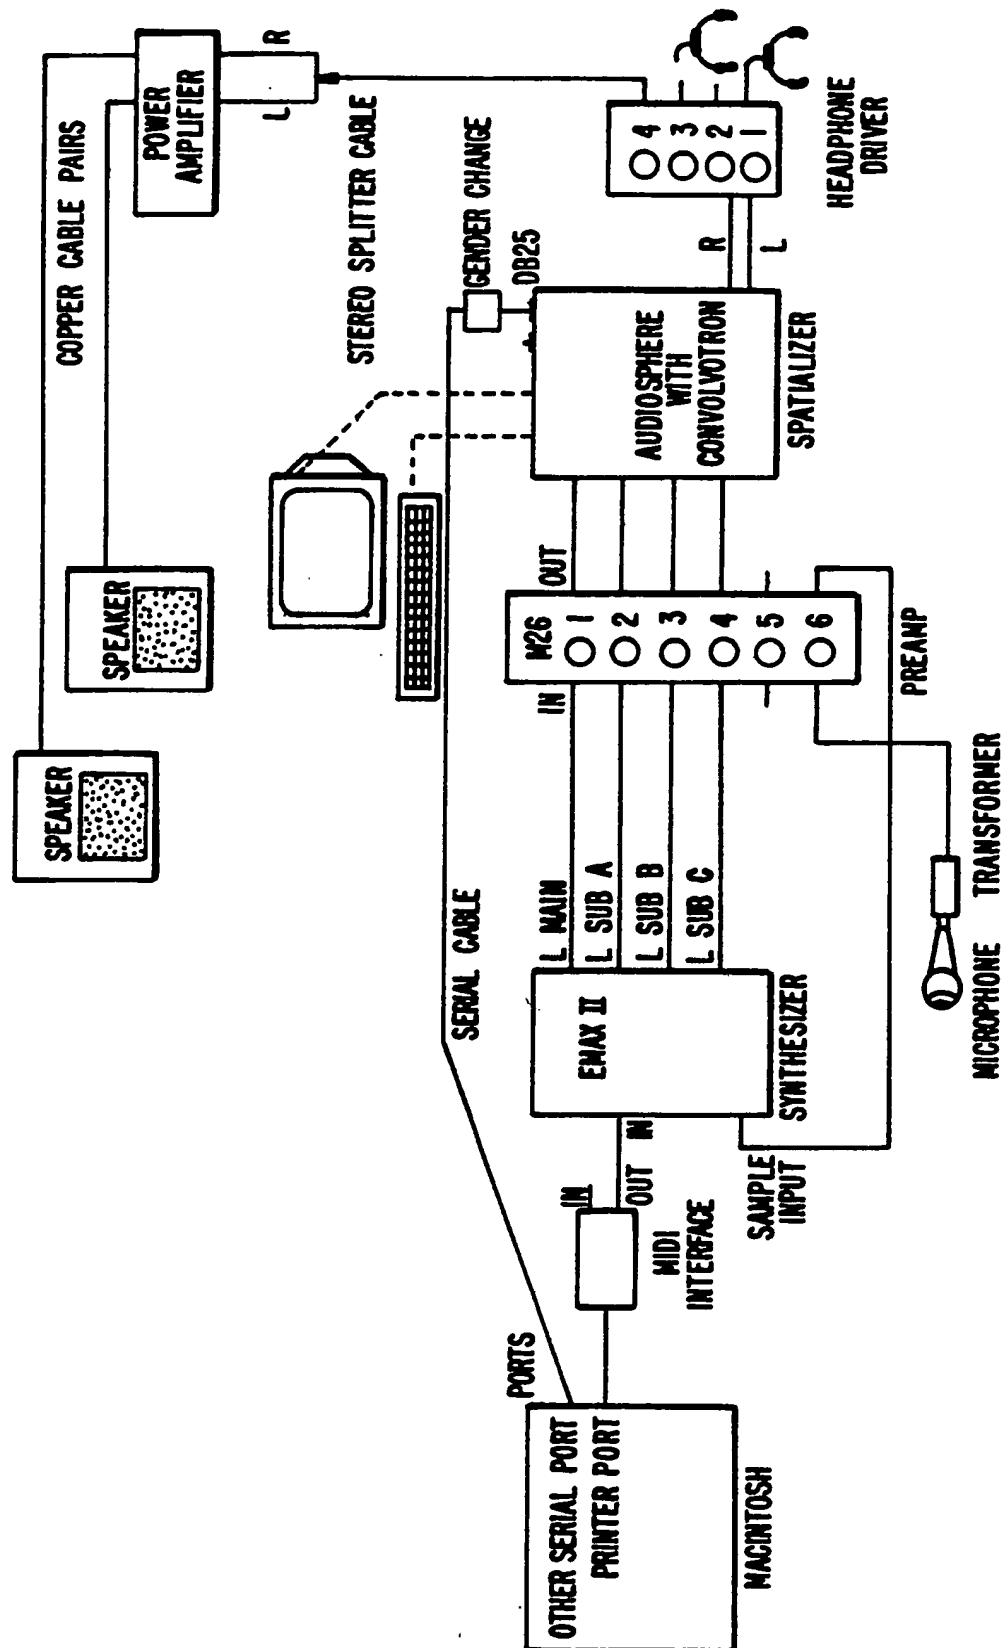 SPEAKER
SPEAKER
COPPER CABLE PAIRS
POWER
AMPLIFIER
L
R
STEREO SPLITTER CABLE
SERIAL CABLE
GENDER CHANGE
DB25
PORTS
OTHER SERIAL PORT
PRINTER PORT
MACINTOSH
IN
OUT
MIDI
INTERFACE
IN
EMAX II
SYNTHESIZER
SAMPLE
INPUT
L MAIN
L SUB A
L SUB B
L SUB C
IN
M26
OUT
1
2
3
4
5
6
PREAMP
MICROPHONE
TRANSFORMER
AUDIOSPHERE
WITH
CONVOLVOTRON
SPATIALIZER
R
L
4
3
2
1
HEADPHONE
DRIVER